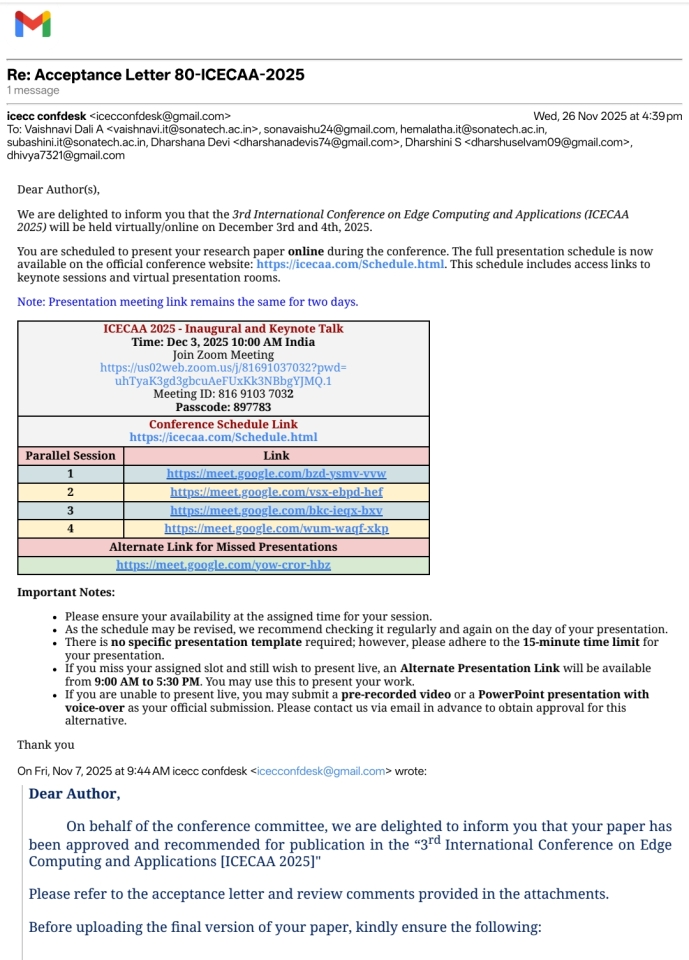 Re: Acceptance Letter 80-ICECAA-2025
1 message
icecc confdesk <icecconfdesk@gmail.com> Wed, 26 Nov 2025 at 4:39 pm
To: Vaishnavi Dali A <vaishnavi.it@sonatech.ac.in>, sonavaishu24@gmail.com, hemalatha.it@sonatech.ac.in,
subashini.it@sonatech.ac.in, Dharshana Devi <dharshanadevis74@gmail.com>, Dharshini S <dharshuselvam09@gmail.com>,
dhivya7321@gmail.com
Dear Author(s),
We are delighted to inform you that the 3rd International Conference on Edge Computing and Applications (ICECAA
2025) will be held virtually/online on December 3rd and 4th, 2025.
You are scheduled to present your research paper online during the conference. The full presentation schedule is now
available on the official conference website: https://icecaa.com/Schedule.html. This schedule includes access links to
keynote sessions and virtual presentation rooms.
Note: Presentation meeting link remains the same for two days.
ICECAA 2025 - Inaugural and Keynote Talk
Time: Dec 3, 2025 10:00 AM India
Join Zoom Meeting
https://us02web.zoom.us/j/81691037032?pwd=
uhTyaK3gd3gbcuAeFUxKk3NBbgYJMQ.1
Meeting ID: 816 9103 7032
Passcode: 897783
Conference Schedule Link
https://icecaa.com/Schedule.html
Parallel Session Link
1 https://meet.google.com/bzd-ysmv-vvw
2 https://meet.google.com/vsx-ebpd-hef
3 https://meet.google.com/bkc-ieqx-bxv
4 https://meet.google.com/wum-waqf-xkp
Alternate Link for Missed Presentations
https://meet.google.com/yow-cror-hbz
Important Notes:
• Please ensure your availability at the assigned time for your session.
• As the schedule may be revised, we recommend checking it regularly and again on the day of your presentation.
• There is no specific presentation template required; however, please adhere to the 15-minute time limit for
your presentation.
• If you miss your assigned slot and still wish to present live, an Alternate Presentation Link will be available
from 9:00 AM to 5:30 PM. You may use this to present your work.
• If you are unable to present live, you may submit a pre-recorded video or a PowerPoint presentation with
voice-over as your official submission. Please contact us via email in advance to obtain approval for this
alternative.
Thank you
On Fri, Nov 7, 2025 at 9:44 AM icecc confdesk <icecconfdesk@gmail.com> wrote:
Dear Author,
On behalf of the conference committee, we are delighted to inform you that your paper has
been approved and recommended for publication in the “3rd International Conference on Edge
Computing and Applications [ICECAA 2025]"
Please refer to the acceptance letter and review comments provided in the attachments.
Before uploading the final version of your paper, kindly ensure the following: